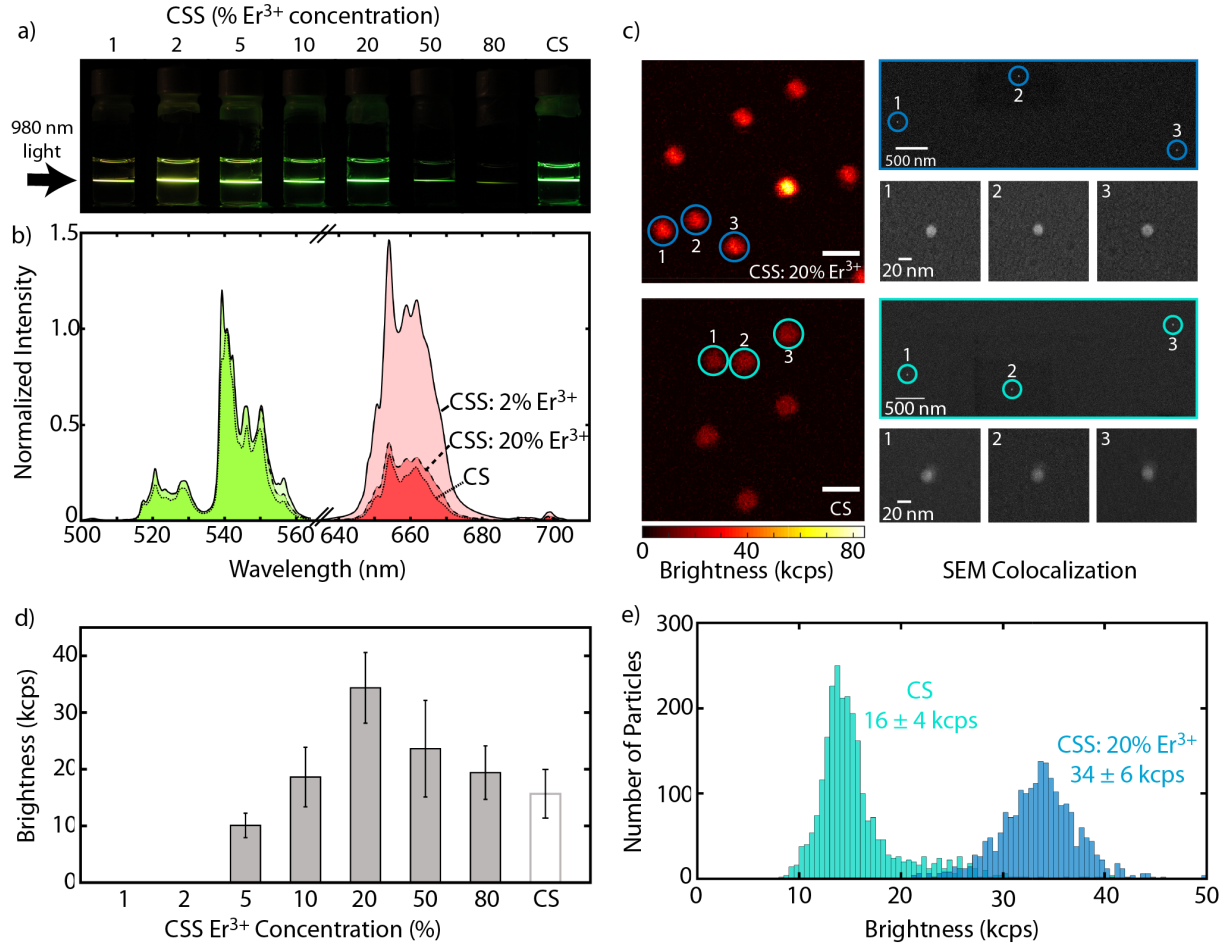 CSS (% Er³⁺ concentration)
a)
1 2 5 10 20 50 80 CS
980 nm
light
b)
1.5
1.0
0.5
0
Normalized Intensity
CSS: 2% Er³⁺
CSS: 20% Er³⁺
CS
500 520 540 560 640 660 680 700
Wavelength (nm)
c)
1
2
3
CSS: 20% Er³⁺
1
2
3
500 nm
1
2
3
20 nm
1
2
3
CS
1
2
3
500 nm
1
2
3
20 nm
0 40 80
Brightness (kcps)
SEM Colocalization
d)
40
30
20
10
0
Brightness (kcps)
1 2 5 10 20 50 80 CS
CSS Er³⁺ Concentration (%)
e)
300
200
100
0
Number of Particles
CS
16 ± 4 kcps
CSS: 20% Er³⁺
34 ± 6 kcps
0 10 20 30 40 50
Brightness (kcps)